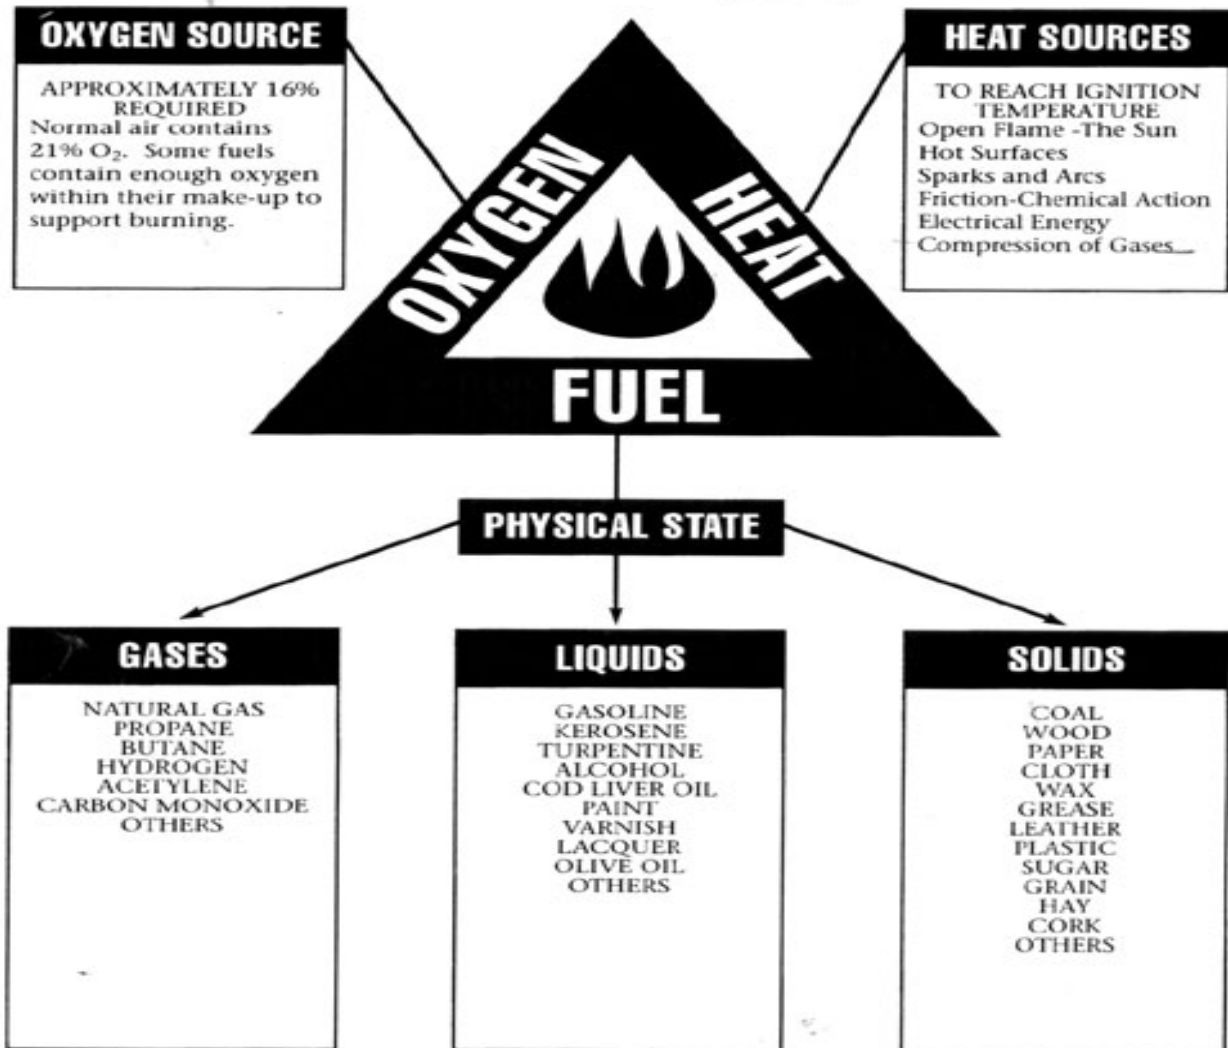 OXYGEN SOURCE
APPROXIMATELY 16%
REQUIRED
Normal air contains
21% O₂. Some fuels
contain enough oxygen
within their make-up to
support burning.
HEAT SOURCES
TO REACH IGNITION
TEMPERATURE
Open Flame -The Sun
Hot Surfaces
Sparks and Arcs
Friction-Chemical Action
Electrical Energy
Compression of Gases
OXYGEN
HEAT
FUEL
PHYSICAL STATE
GASES
NATURAL GAS
PROPANE
BUTANE
HYDROGEN
ACETYLENE
CARBON MONOXIDE
OTHERS
LIQUIDS
GASOLINE
KEROSENE
TURPENTINE
ALCOHOL
COD LIVER OIL
PAINT
VARNISH
LACQUER
OLIVE OIL
OTHERS
SOLIDS
COAL
WOOD
PAPER
CLOTH
WAX
GREASE
LEATHER
PLASTIC
SUGAR
GRAIN
HAY
CORK
OTHERS